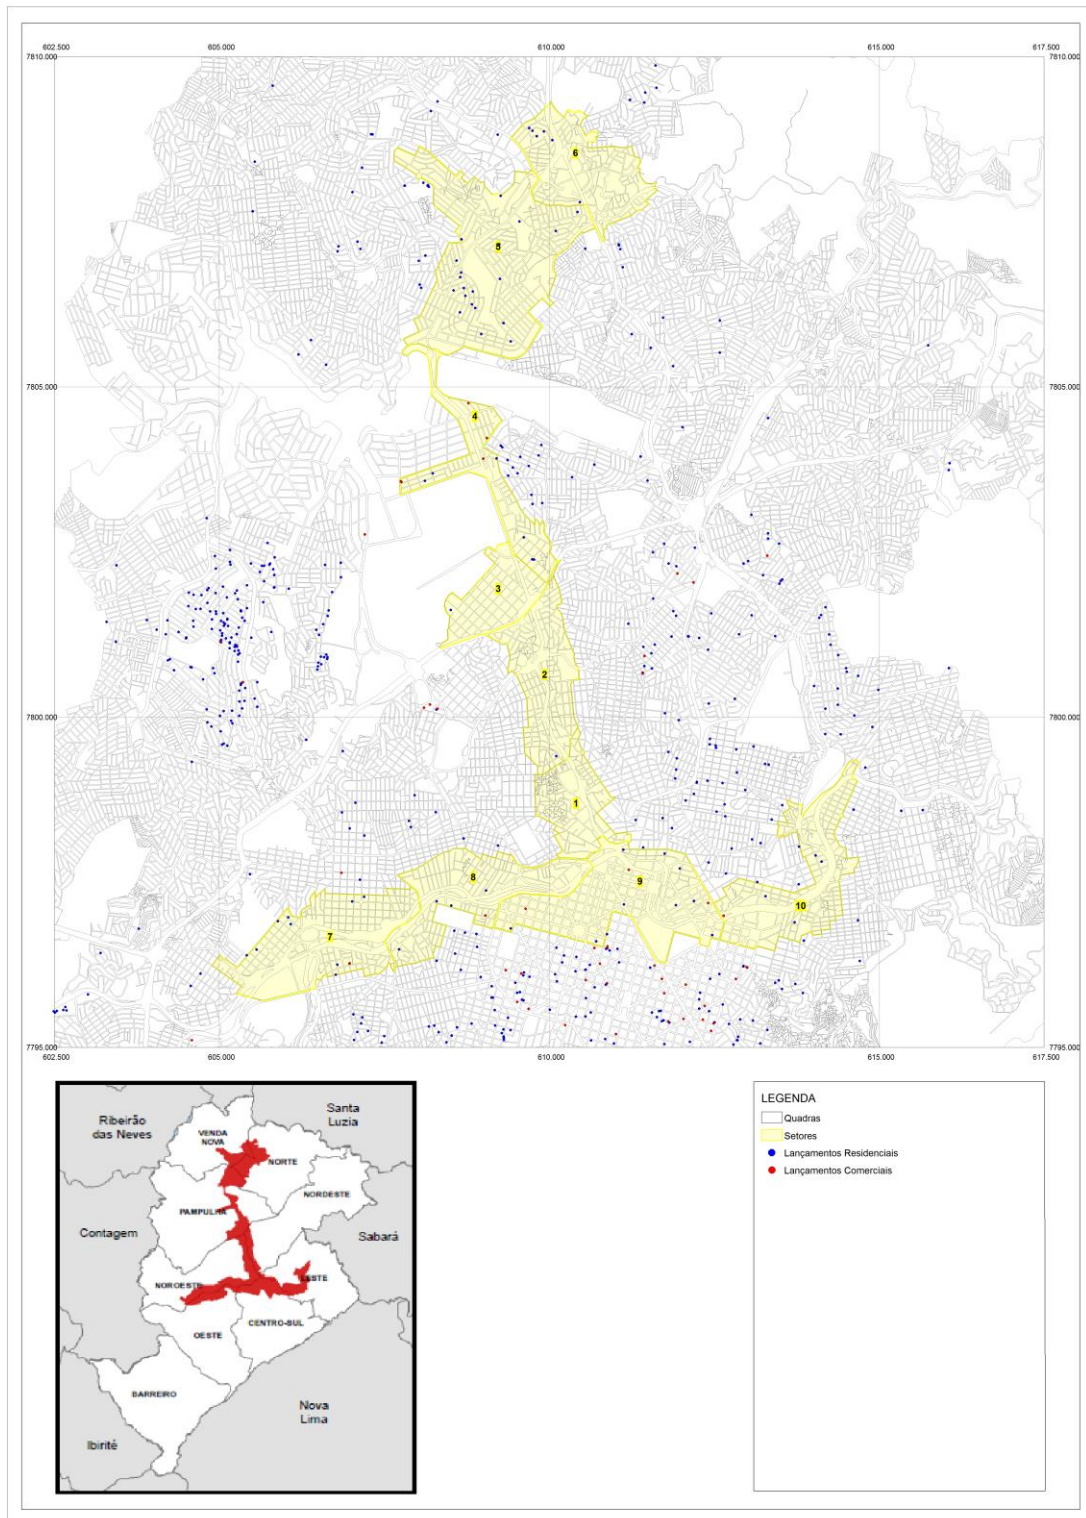 602.500 605.000 610.000 615.000 617.500
7810.000 7810.000
6
5
7805.000 7805.000
4
3
2
7800.000 7800.000
1
8
9
10
7
7795.000 7795.000
602.500 605.000 610.000 615.000 617.500
Ribeirão
das Neves
Santa
Luzia
VENDA
NOVA
NORTE
NORDESTE
PAMPULHA
Contagem
Sabará
NOROESTE
LESTE
CENTRO-SUL
OESTE
BARREIRO
Nova
Lima
Ibirité
LEGENDA
Quadras
Setores
Lançamentos Residenciais
Lançamentos Comerciais